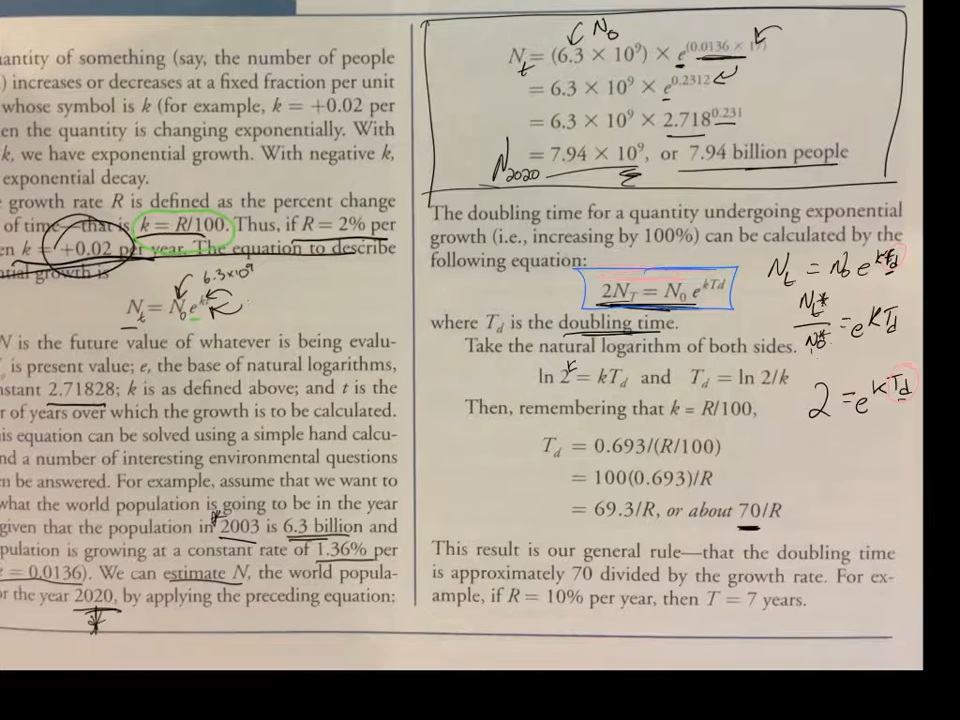 antity of something (say, the number of people
) increases or decreases at a fixed fraction per unit
whose symbol is k (for example, k = +0.02 per
en the quantity is changing exponentially. With
k, we have exponential growth. With negative k,
exponential decay.
growth rate R is defined as the percent change
of time—that is k = R/100. Thus, if R = 2% per
en k = +0.02 per year. The equation to describe
ntial growth is
6.3×10⁹
N_t = N₀ e^kt
N is the future value of whatever is being evalu-
is present value; e, the base of natural logarithms,
nstant 2.71828; k is as defined above; and t is the
r of years over which the growth is to be calculated.
is equation can be solved using a simple hand calcu-
nd a number of interesting environmental questions
en be answered. For example, assume that we want to
what the world population is going to be in the year
given that the population in 2003 is 6.3 billion and
pulation is growing at a constant rate of 1.36% per
= 0.0136). We can estimate N, the world popula-
or the year 2020, by applying the preceding equation:
N₀
N_t = (6.3 × 10⁹) × e^(0.0136 × 17)
= 6.3 × 10⁹ × e^0.2312
= 6.3 × 10⁹ × 2.718^0.231
N₂₀₂₀ = 7.94 × 10⁹, or 7.94 billion people
The doubling time for a quantity undergoing exponential
growth (i.e., increasing by 100%) can be calculated by the
following equation:
2N_T = N₀ e^kTd
where T_d is the doubling time.
Take the natural logarithm of both sides.
ln 2 = kT_d and T_d = ln 2/k
Then, remembering that k = R/100,
T_d = 0.693/(R/100)
= 100(0.693)/R
= 69.3/R, or about 70/R
This result is our general rule—that the doubling time
is approximately 70 divided by the growth rate. For ex-
ample, if R = 10% per year, then T = 7 years.
N_t = N₀ e^ktd
N_t*/N₀* = e^KTd
2 = e^KTd